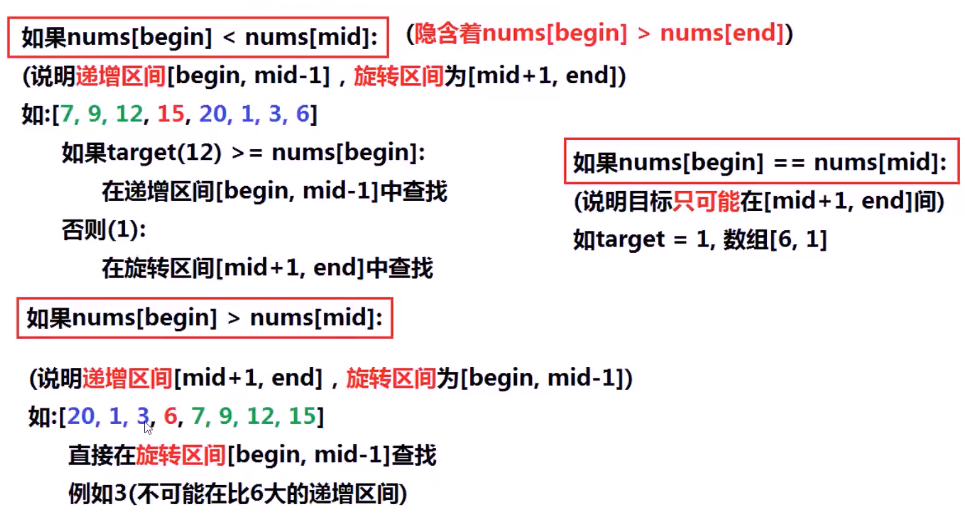 如果nums[begin] < nums[mid]: (隐含着nums[begin] > nums[end])
(说明递增区间[begin, mid-1] , 旋转区间为[mid+1, end])
如:[7, 9, 12, 15, 20, 1, 3, 6]
如果target(12) >= nums[begin]:
在递增区间[begin, mid-1]中查找
否则(1):
在旋转区间[mid+1, end]中查找
如果nums[begin] == nums[mid]:
(说明目标只可能在[mid+1, end]间)
如target = 1, 数组[6, 1]
如果nums[begin] > nums[mid]:
(说明递增区间[mid+1, end] , 旋转区间为[begin, mid-1])
如:[20, 1, 3, 6, 7, 9, 12, 15]
直接在旋转区间[begin, mid-1]查找
例如3(不可能在比6大的递增区间)